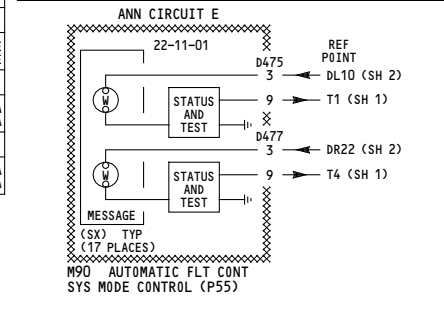 ANN CIRCUIT E
22-11-01
REF
POINT
D475
3 DL10 (SH 2)
W
STATUS
AND
TEST
9 T1 (SH 1)
D477
3 DR22 (SH 2)
W
STATUS
AND
TEST
9 T4 (SH 1)
MESSAGE
(SX) TYP
(17 PLACES)
M90 AUTOMATIC FLT CONT
SYS MODE CONTROL (P55)